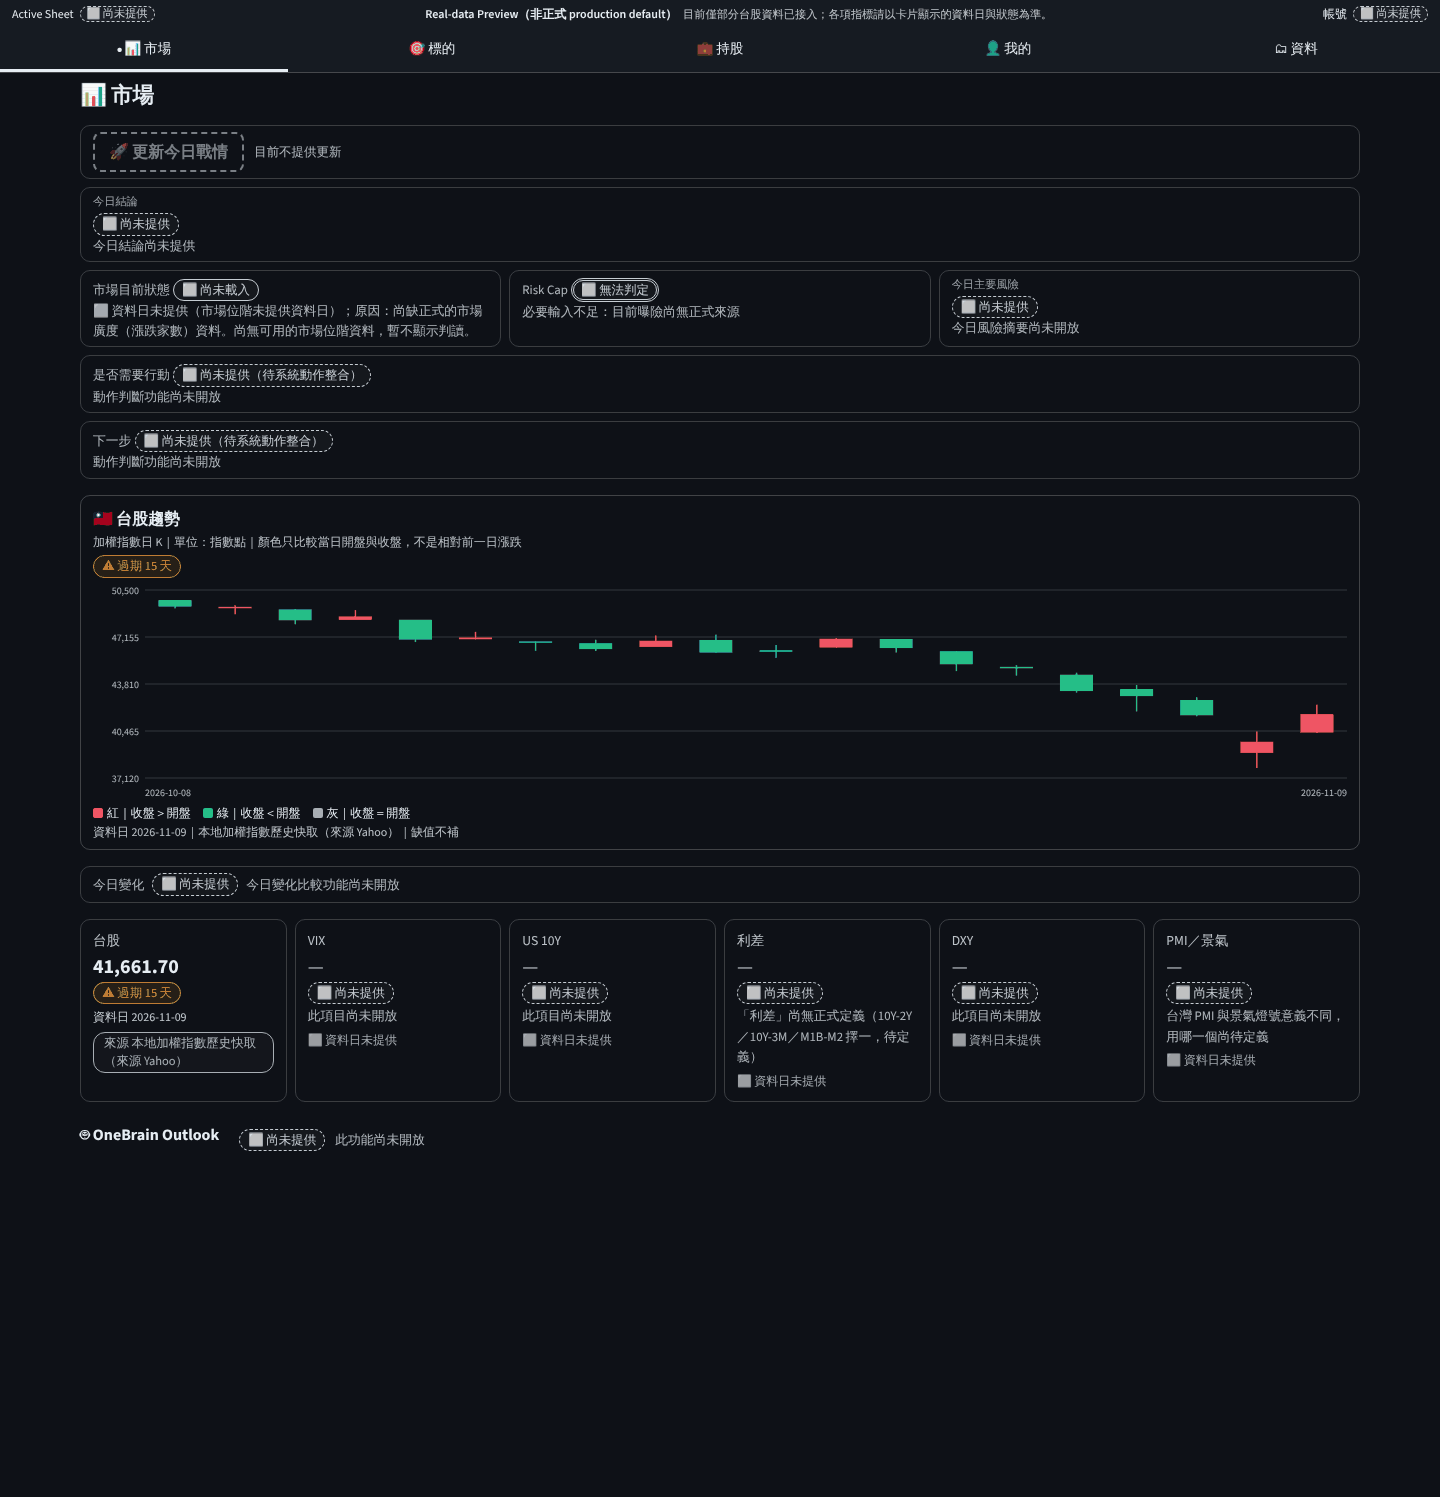 Active Sheet ⬜ 尚未提供
Real-data Preview（非正式 production default） 目前僅部分台股資料已接入；各項指標請以卡片顯示的資料日與狀態為準。
帳號 ⬜ 尚未提供
• 📊 市場
🎯 標的
💼 持股
👤 我的
🗂 資料
📊 市場
🚀 更新今日戰情 目前不提供更新
今日結論
⬜ 尚未提供
今日結論尚未提供
市場目前狀態 ⬜ 尚未載入
⬜ 資料日未提供（市場位階未提供資料日）；原因：尚缺正式的市場
廣度（漲跌家數）資料。尚無可用的市場位階資料，暫不顯示判讀。
Risk Cap ⬜ 無法判定
必要輸入不足：目前曝險尚無正式來源
今日主要風險
⬜ 尚未提供
今日風險摘要尚未開放
是否需要行動 ⬜ 尚未提供（待系統動作整合）
動作判斷功能尚未開放
下一步 ⬜ 尚未提供（待系統動作整合）
動作判斷功能尚未開放
🇹🇼 台股趨勢
加權指數日 K｜單位：指數點｜顏色只比較當日開盤與收盤，不是相對前一日漲跌
⚠ 過期 15 天
50,500
47,155
43,810
40,465
37,120
2026-10-08
2026-11-09
紅｜收盤＞開盤 綠｜收盤＜開盤 灰｜收盤＝開盤
資料日 2026-11-09｜本地加權指數歷史快取（來源 Yahoo）｜缺值不補
今日變化 ⬜ 尚未提供 今日變化比較功能尚未開放
台股
41,661.70
⚠ 過期 15 天
資料日 2026-11-09
來源 本地加權指數歷史快取
（來源 Yahoo）
VIX
—
⬜ 尚未提供
此項目尚未開放
⬜ 資料日未提供
US 10Y
—
⬜ 尚未提供
此項目尚未開放
⬜ 資料日未提供
利差
—
⬜ 尚未提供
「利差」尚無正式定義（10Y-2Y
／10Y-3M／M1B-M2 擇一，待定
義）
⬜ 資料日未提供
DXY
—
⬜ 尚未提供
此項目尚未開放
⬜ 資料日未提供
PMI／景氣
—
⬜ 尚未提供
台灣 PMI 與景氣燈號意義不同，
用哪一個尚待定義
⬜ 資料日未提供
OneBrain Outlook ⬜ 尚未提供 此功能尚未開放